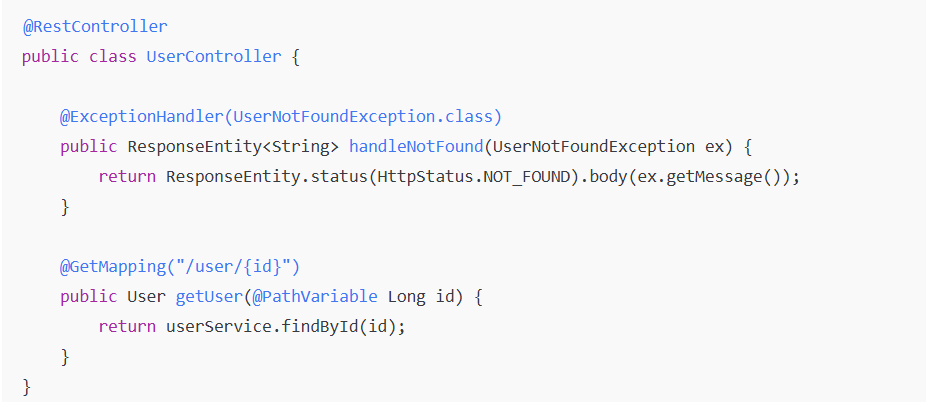 @RestController
public class UserController {
@ExceptionHandler(UserNotFoundException.class)
public ResponseEntity<String> handleNotFound(UserNotFoundException ex) {
return ResponseEntity.status(HttpStatus.NOT_FOUND).body(ex.getMessage());
}
@GetMapping("/user/{id}")
public User getUser(@PathVariable Long id) {
return userService.findById(id);
}
}